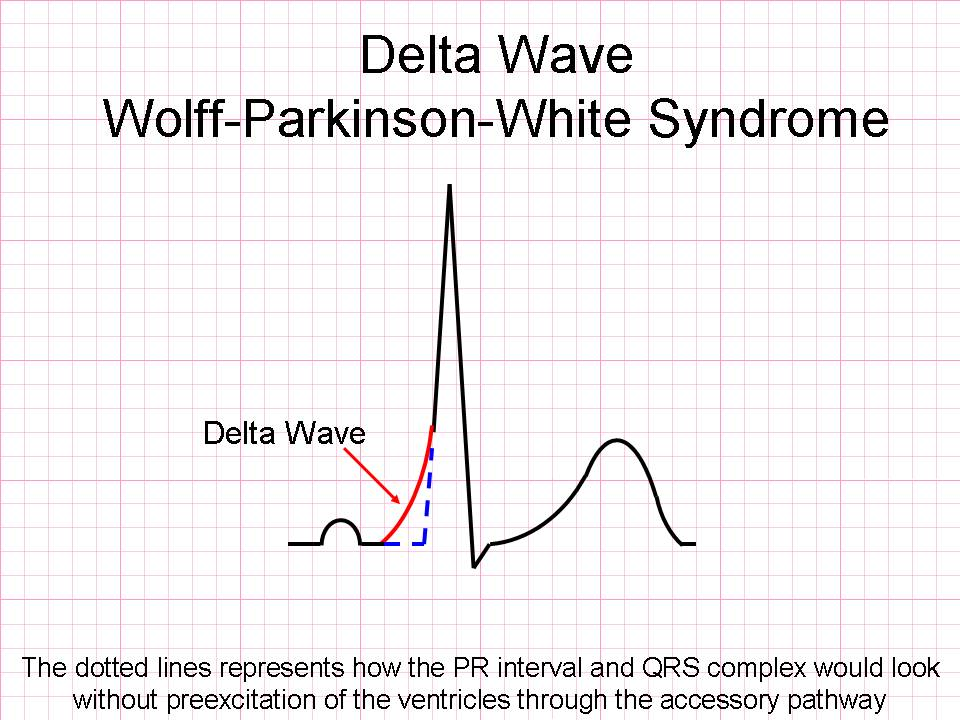 Delta Wave
Wolff-Parkinson-White Syndrome
Delta Wave
The dotted lines represents how the PR interval and QRS complex would look
without preexcitation of the ventricles through the accessory pathway